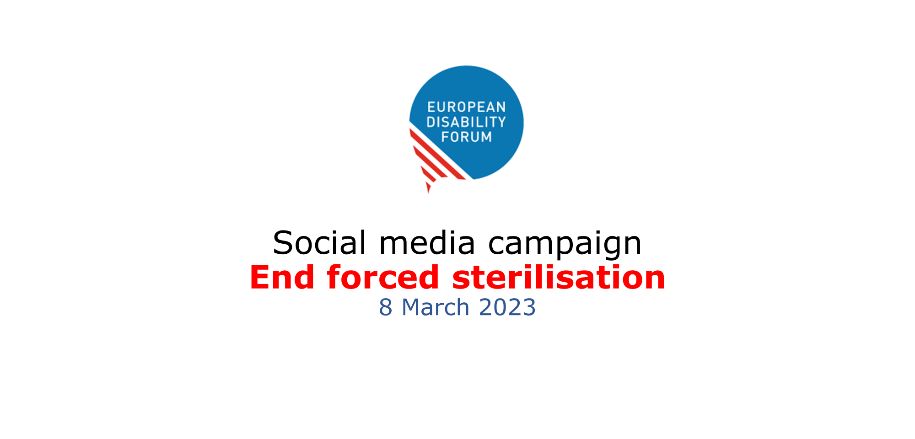 EUROPEAN
DISABILITY
FORUM
Social media campaign
End forced sterilisation
8 March 2023